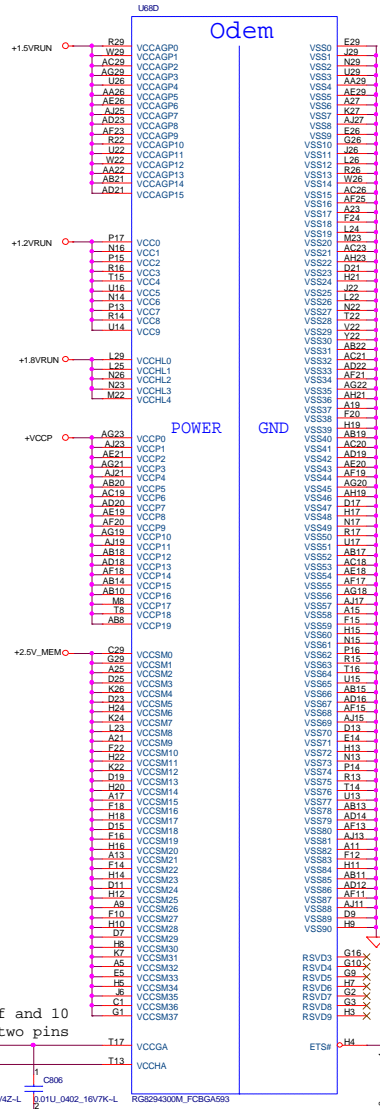 U68D
Odem
+1.5VRUN
R29 VCCAGP0
W29 VCCAGP1
AC29 VCCAGP2
AG29 VCCAGP3
U26 VCCAGP4
AA26 VCCAGP5
AE26 VCCAGP6
AJ25 VCCAGP7
AD23 VCCAGP8
AF23 VCCAGP9
R22 VCCAGP10
U22 VCCAGP11
W22 VCCAGP12
AA22 VCCAGP13
AB21 VCCAGP14
AD21 VCCAGP15
+1.2VRUN
P17 VCC0
N16 VCC1
P15 VCC2
R16 VCC3
T15 VCC4
U16 VCC5
N14 VCC6
P13 VCC7
R14 VCC8
U14 VCC9
+1.8VRUN
L29 VCCHL0
L25 VCCHL1
N26 VCCHL2
N23 VCCHL3
M22 VCCHL4
POWER
GND
+VCCP
AG23 VCCP0
AJ23 VCCP1
AE21 VCCP2
AG21 VCCP3
AJ21 VCCP4
AB20 VCCP5
AC19 VCCP6
AD20 VCCP7
AE19 VCCP8
AF20 VCCP9
AG19 VCCP10
AJ19 VCCP11
AB18 VCCP12
AD18 VCCP13
AF18 VCCP14
AB14 VCCP15
AB10 VCCP16
M8 VCCP17
T8 VCCP18
AB8 VCCP19
+2.5V_MEM
C29 VCCSM0
G29 VCCSM1
A25 VCCSM2
D25 VCCSM3
K26 VCCSM4
D23 VCCSM5
H24 VCCSM6
K24 VCCSM7
L23 VCCSM8
A21 VCCSM9
F22 VCCSM10
H22 VCCSM11
K22 VCCSM12
D19 VCCSM13
H20 VCCSM14
A17 VCCSM15
F18 VCCSM16
H18 VCCSM17
D15 VCCSM18
F16 VCCSM19
H16 VCCSM20
A13 VCCSM21
F14 VCCSM22
H14 VCCSM23
D11 VCCSM24
H12 VCCSM25
A9 VCCSM26
F10 VCCSM27
H10 VCCSM28
D7 VCCSM29
H8 VCCSM30
K7 VCCSM31
A5 VCCSM32
E5 VCCSM33
H5 VCCSM34
J6 VCCSM35
C1 VCCSM36
G1 VCCSM37
f and 10
two pins
T17 VCCGA
T13 VCCHA
VSS0 E29
VSS1 J29
VSS2 N29
VSS3 U29
VSS4 AA29
VSS5 AE29
VSS6 A27
VSS7 K27
VSS8 AJ27
VSS9 E26
VSS10 G26
VSS11 J26
VSS12 L26
VSS13 R26
VSS14 W26
VSS15 AC26
VSS16 AF25
VSS17 A23
VSS18 F24
VSS19 L24
VSS20 M23
VSS21 AC23
VSS22 AH23
VSS23 D21
VSS24 H21
VSS25 J22
VSS26 L22
VSS27 N22
VSS28 T22
VSS29 V22
VSS30 Y22
VSS31 AB22
VSS32 AC21
VSS33 AD22
VSS34 AF21
VSS35 AG22
VSS36 AH21
VSS37 A19
VSS38 F20
VSS39 H19
VSS40 AB19
VSS41 AC20
VSS42 AD19
VSS43 AE20
VSS44 AF19
VSS45 AG20
VSS46 AH19
VSS47 D17
VSS48 H17
VSS49 N17
VSS50 R17
VSS51 U17
VSS52 AB17
VSS53 AC18
VSS54 AE18
VSS55 AF17
VSS56 AG18
VSS57 AJ17
VSS58 A15
VSS59 F15
VSS60 H15
VSS61 N15
VSS62 P16
VSS63 R15
VSS64 T16
VSS65 U15
VSS66 AB15
VSS67 AD16
VSS68 AF15
VSS69 AJ15
VSS70 D13
VSS71 E14
VSS72 H13
VSS73 N13
VSS74 P14
VSS75 R13
VSS76 T14
VSS77 U13
VSS78 AB13
VSS79 AD14
VSS80 AF13
VSS81 AJ13
VSS82 A11
VSS83 F12
VSS84 H11
VSS85 AB11
VSS86 AD12
VSS87 AF11
VSS88 AJ11
VSS89 D9
VSS90 H9
RSVD3 G16
RSVD4 G10
RSVD5 G9
RSVD6 H7
RSVD7 G2
RSVD8 G3
RSVD9 H3
ETS# H4
1
C806
2
/4Z~L
0.01U_0402_16V7K~L
RG8294300M_FCBGA593